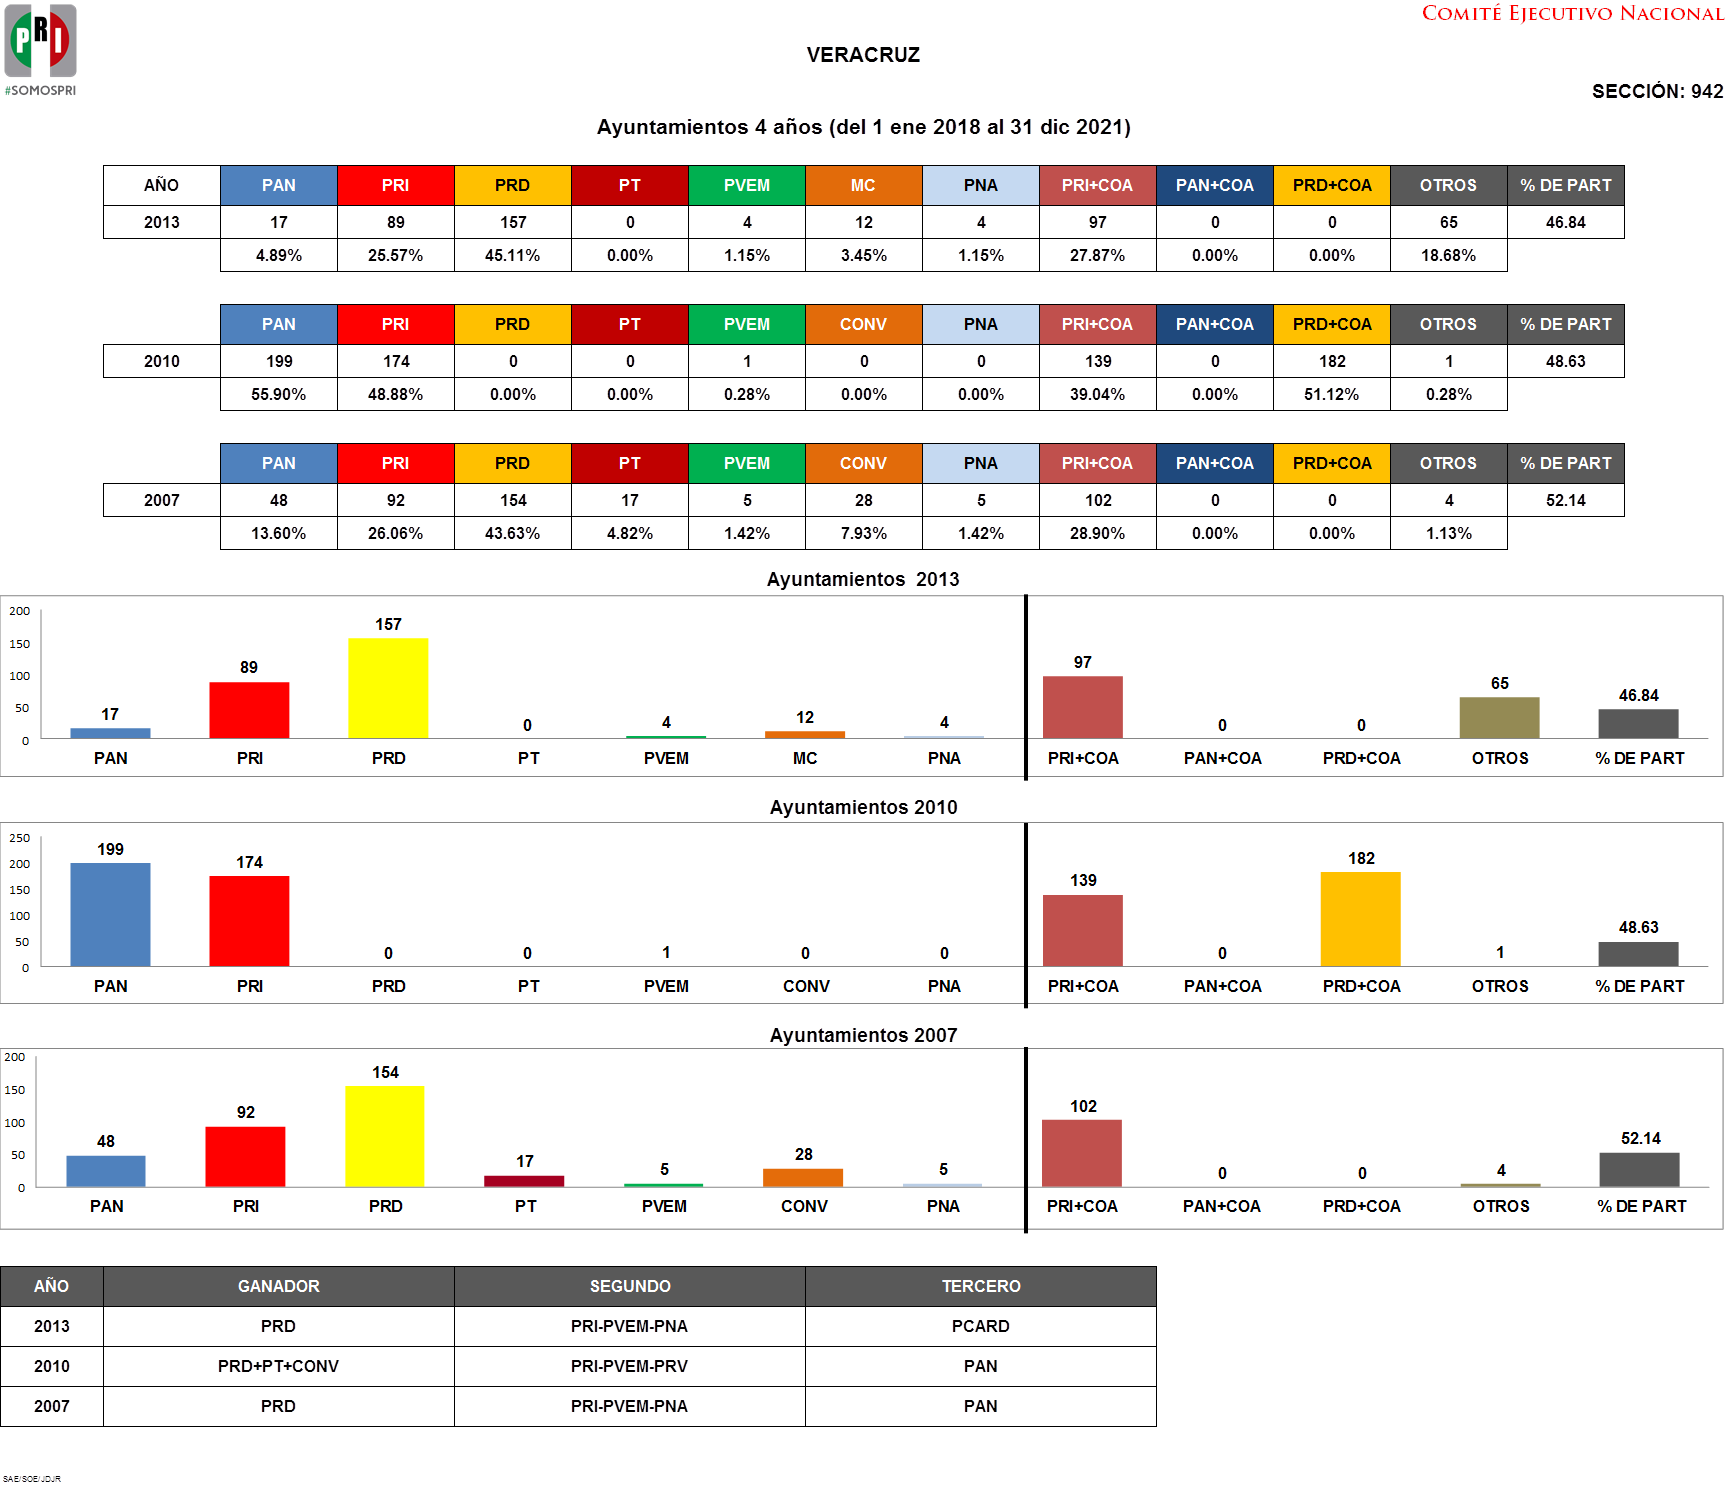 PRI
#SOMOSPRI
COMITÉ EJECUTIVO NACIONAL
VERACRUZ
SECCIÓN: 942
Ayuntamientos 4 años (del 1 ene 2018 al 31 dic 2021)
AÑO PAN PRI PRD PT PVEM MC PNA PRI+COA PAN+COA PRD+COA OTROS % DE PART
2013 17 89 157 0 4 12 4 97 0 0 65 46.84
4.89% 25.57% 45.11% 0.00% 1.15% 3.45% 1.15% 27.87% 0.00% 0.00% 18.68%
PAN PRI PRD PT PVEM CONV PNA PRI+COA PAN+COA PRD+COA OTROS % DE PART
2010 199 174 0 0 1 0 0 139 0 182 1 48.63
55.90% 48.88% 0.00% 0.00% 0.28% 0.00% 0.00% 39.04% 0.00% 51.12% 0.28%
PAN PRI PRD PT PVEM CONV PNA PRI+COA PAN+COA PRD+COA OTROS % DE PART
2007 48 92 154 17 5 28 5 102 0 0 4 52.14
13.60% 26.06% 43.63% 4.82% 1.42% 7.93% 1.42% 28.90% 0.00% 0.00% 1.13%
Ayuntamientos 2013
200
150
100
50
0
17 89 157 0 4 12 4 97 0 0 65 46.84
PAN PRI PRD PT PVEM MC PNA PRI+COA PAN+COA PRD+COA OTROS % DE PART
Ayuntamientos 2010
250
200
150
100
50
0
199 174 0 0 1 0 0 139 0 182 1 48.63
PAN PRI PRD PT PVEM CONV PNA PRI+COA PAN+COA PRD+COA OTROS % DE PART
Ayuntamientos 2007
200
150
100
50
0
48 92 154 17 5 28 5 102 0 0 4 52.14
PAN PRI PRD PT PVEM CONV PNA PRI+COA PAN+COA PRD+COA OTROS % DE PART
AÑO GANADOR SEGUNDO TERCERO
2013 PRD PRI-PVEM-PNA PCARD
2010 PRD+PT+CONV PRI-PVEM-PRV PAN
2007 PRD PRI-PVEM-PNA PAN
SAE/SOE/JDJR